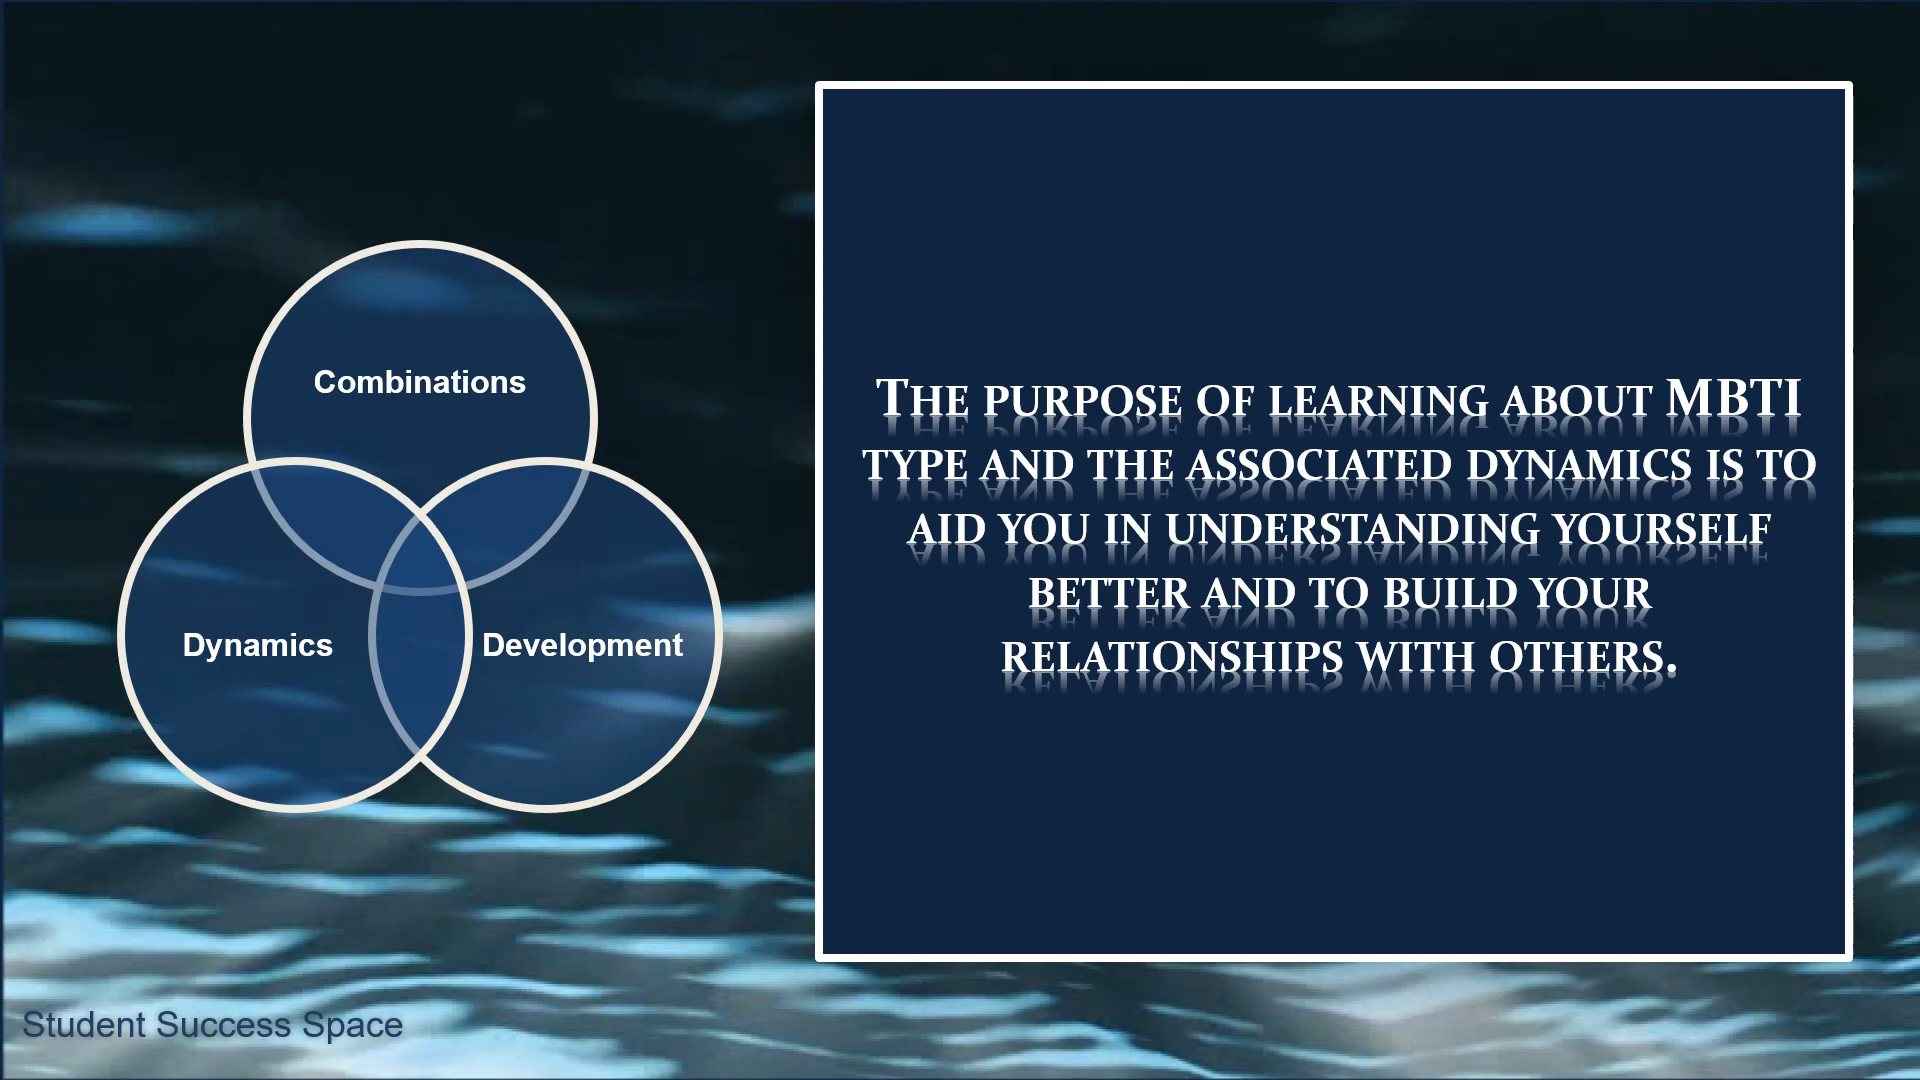 Combinations
Dynamics
Development
The purpose of learning about MBTI
type and the associated dynamics is to
aid you in understanding yourself
better and to build your
relationships with others.
Student Success Space